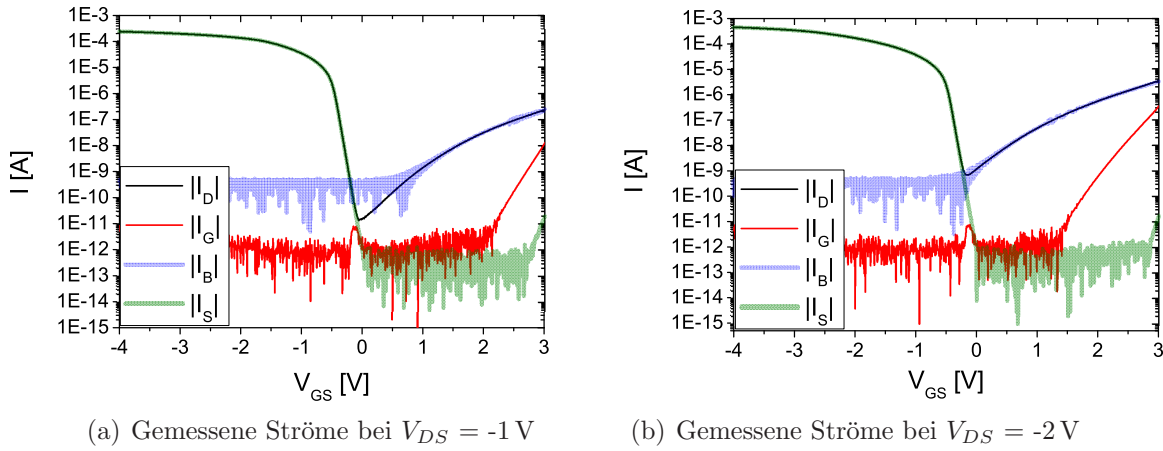 1E-3
1E-4
1E-5
1E-6
1E-7
1E-8
1E-9
1E-10
1E-11
1E-12
1E-13
1E-14
1E-15
I [A]
|I_D|
|I_G|
|I_B|
|I_S|
-4 -3 -2 -1 0 1 2 3
V_GS [V]
(a) Gemessene Ströme bei V_DS = -1 V
1E-3
1E-4
1E-5
1E-6
1E-7
1E-8
1E-9
1E-10
1E-11
1E-12
1E-13
1E-14
1E-15
I [A]
|I_D|
|I_G|
|I_B|
|I_S|
-4 -3 -2 -1 0 1 2 3
V_GS [V]
(b) Gemessene Ströme bei V_DS = -2 V